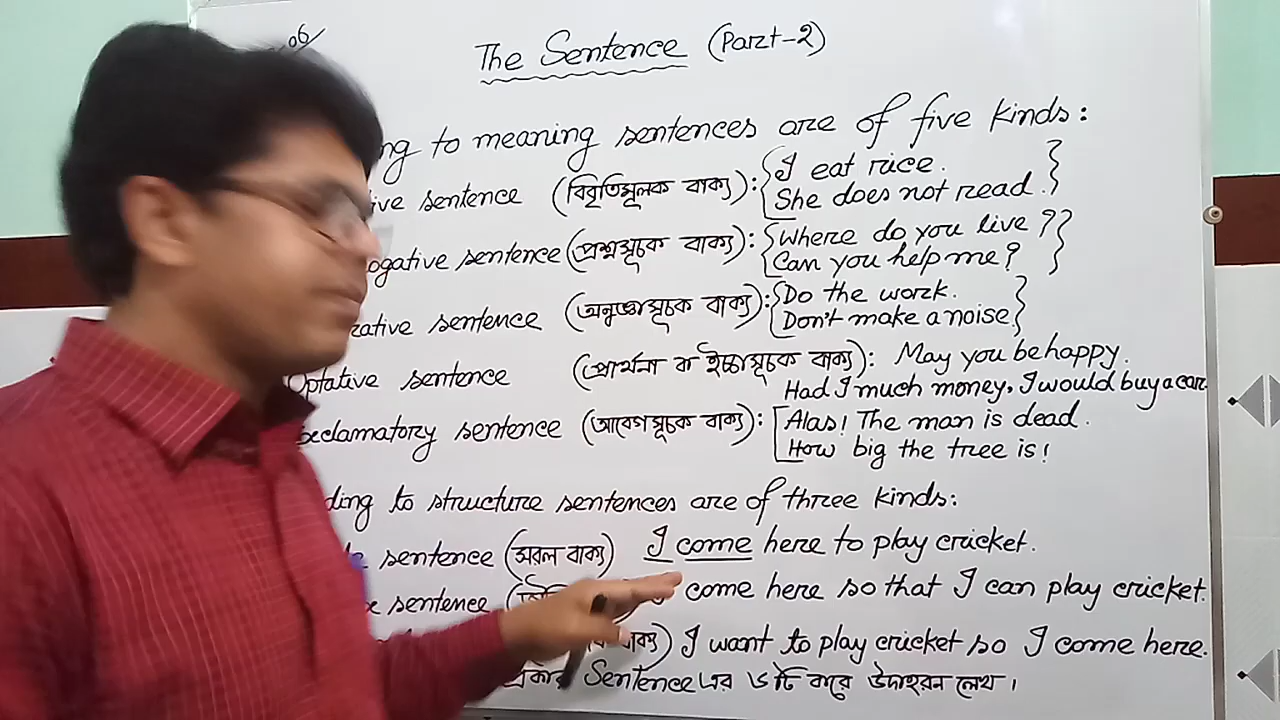 06
The Sentence (Part-2)
ng to meaning sentences are of five kinds:
ive sentence (বিবৃতিমূলক বাক্য): I eat rice.
She does not read.
ogative sentence (প্রশ্নসূচক বাক্য): Where do you live?
Can you help me?
rative sentence (অনুজ্ঞাসূচক বাক্য): Do the work.
Don't make a noise.
Optative sentence (প্রার্থনা বা ইচ্ছাসূচক বাক্য): May you be happy.
Had I much money, I would buy a car.
xclamatory sentence (আবেগসূচক বাক্য): Alas! The man is dead.
How big the tree is!
ding to structure sentences are of three kinds:
sentence (সরল বাক্য) I come here to play cricket.
sentence come here so that I can play cricket.
বাক্য) I want to play cricket so I come here.
প্রকার Sentence এর ৬টি করে উদাহরন লেখ।